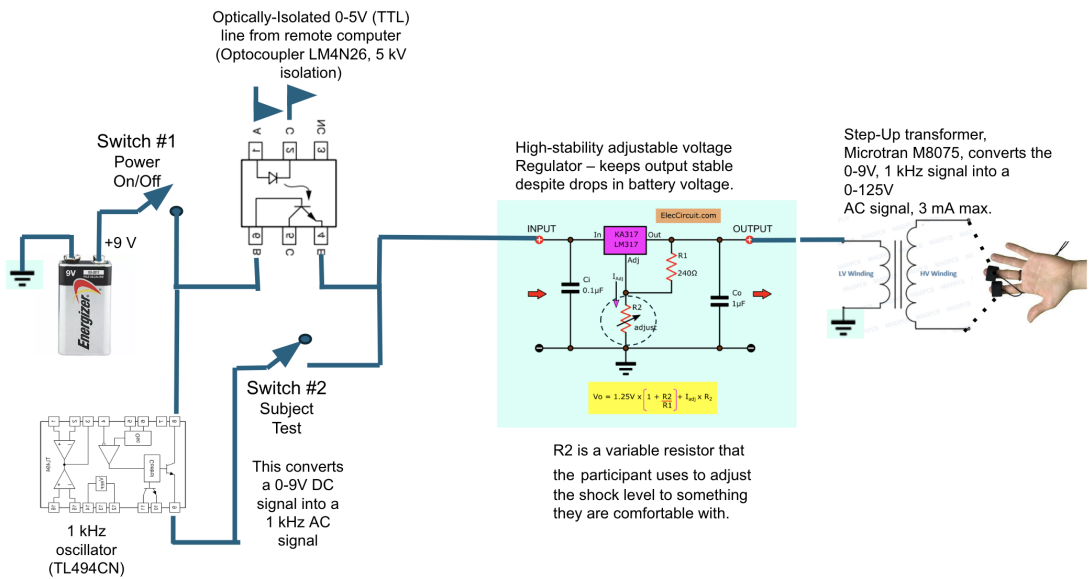 Optically-Isolated 0-5V (TTL)
line from remote computer
(Optocoupler LM4N26, 5 kV
isolation)
Switch #1
Power
On/Off
+9 V
9V
Energizer.
A
C
NC
1
2
3
6
5
4
B
C
E
Switch #2
Subject
Test
This converts
a 0-9V DC
signal into a
1 kHz AC
signal
1 kHz
oscillator
(TL494CN)
High-stability adjustable voltage
Regulator – keeps output stable
despite drops in battery voltage.
ElecCircuit.com
INPUT
In
KA317
LM317
Out
OUTPUT
Adj
R1
240Ω
IAdj
Ci
0.1µF
R2
adjust
Co
1µF
Vo = 1.25V x [1 + R2/R1] + Iadj x R2
R2 is a variable resistor that
the participant uses to adjust
the shock level to something
they are comfortable with.
Step-Up transformer,
Microtran M8075, converts the
0-9V, 1 kHz signal into a
0-125V
AC signal, 3 mA max.
LV Winding
HV Winding